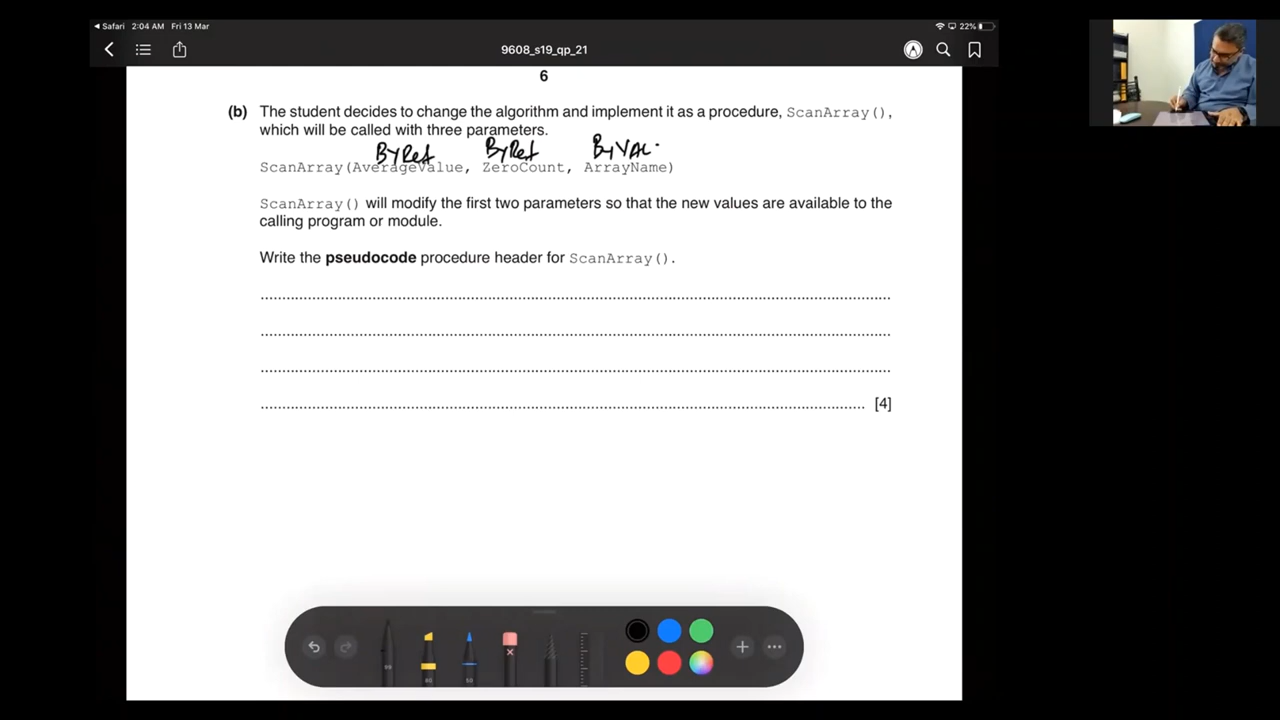 Safari 2:04 AM Fri 13 Mar 22%
9608_s19_qp_21
6
(b) The student decides to change the algorithm and implement it as a procedure, ScanArray(),
which will be called with three parameters.
ByRef ByRef ByVAL.
ScanArray(AverageValue, ZeroCount, ArrayName)
ScanArray() will modify the first two parameters so that the new values are available to the
calling program or module.
Write the pseudocode procedure header for ScanArray().
..........................................................................................
..........................................................................................
..........................................................................................
.......................................................................................... [4]